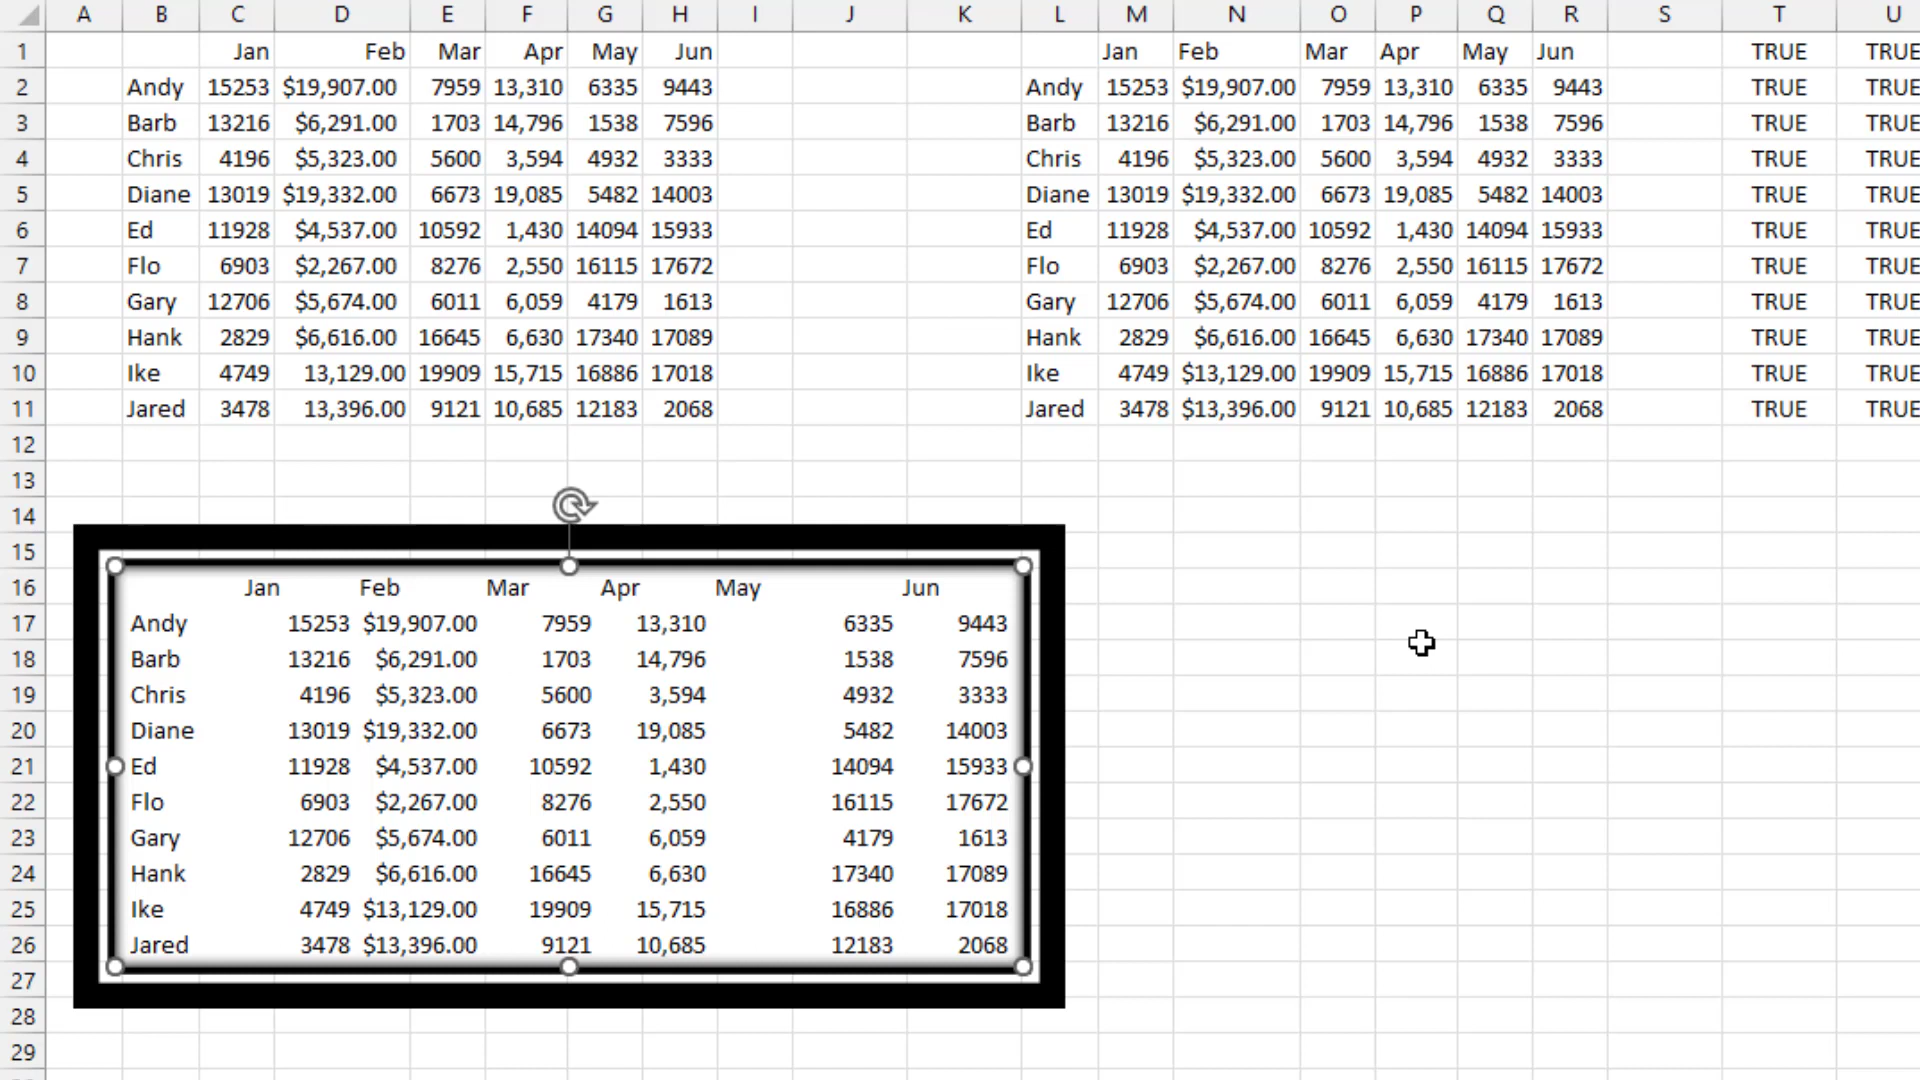 A B C D E F G H I J K L M N O P Q R S T U
1 Jan Feb Mar Apr May Jun Jan Feb Mar Apr May Jun TRUE TRUE
2 Andy 15253 $19,907.00 7959 13,310 6335 9443 Andy 15253 $19,907.00 7959 13,310 6335 9443 TRUE TRUE
3 Barb 13216 $6,291.00 1703 14,796 1538 7596 Barb 13216 $6,291.00 1703 14,796 1538 7596 TRUE TRUE
4 Chris 4196 $5,323.00 5600 3,594 4932 3333 Chris 4196 $5,323.00 5600 3,594 4932 3333 TRUE TRUE
5 Diane 13019 $19,332.00 6673 19,085 5482 14003 Diane 13019 $19,332.00 6673 19,085 5482 14003 TRUE TRUE
6 Ed 11928 $4,537.00 10592 1,430 14094 15933 Ed 11928 $4,537.00 10592 1,430 14094 15933 TRUE TRUE
7 Flo 6903 $2,267.00 8276 2,550 16115 17672 Flo 6903 $2,267.00 8276 2,550 16115 17672 TRUE TRUE
8 Gary 12706 $5,674.00 6011 6,059 4179 1613 Gary 12706 $5,674.00 6011 6,059 4179 1613 TRUE TRUE
9 Hank 2829 $6,616.00 16645 6,630 17340 17089 Hank 2829 $6,616.00 16645 6,630 17340 17089 TRUE TRUE
10 Ike 4749 13,129.00 19909 15,715 16886 17018 Ike 4749 $13,129.00 19909 15,715 16886 17018 TRUE TRUE
11 Jared 3478 13,396.00 9121 10,685 12183 2068 Jared 3478 $13,396.00 9121 10,685 12183 2068 TRUE TRUE
12
13
14
15
16 Jan Feb Mar Apr May Jun
17 Andy 15253 $19,907.00 7959 13,310 6335 9443
18 Barb 13216 $6,291.00 1703 14,796 1538 7596
19 Chris 4196 $5,323.00 5600 3,594 4932 3333
20 Diane 13019 $19,332.00 6673 19,085 5482 14003
21 Ed 11928 $4,537.00 10592 1,430 14094 15933
22 Flo 6903 $2,267.00 8276 2,550 16115 17672
23 Gary 12706 $5,674.00 6011 6,059 4179 1613
24 Hank 2829 $6,616.00 16645 6,630 17340 17089
25 Ike 4749 $13,129.00 19909 15,715 16886 17018
26 Jared 3478 $13,396.00 9121 10,685 12183 2068
27
28
29